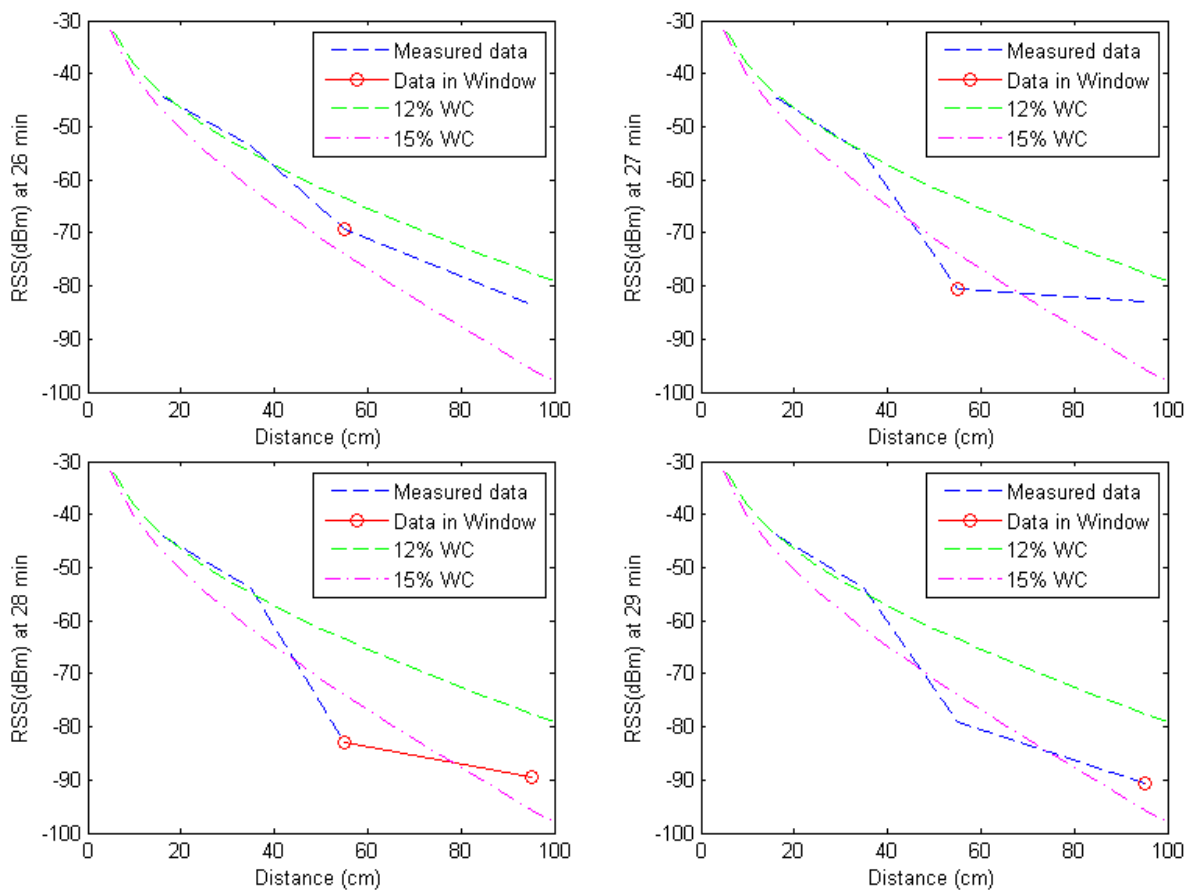 RSS(dBm) at 26 min
-30
-40
-50
-60
-70
-80
-90
-100
0 20 40 60 80 100
Distance (cm)
Measured data
Data in Window
12% WC
15% WC
RSS(dBm) at 27 min
-30
-40
-50
-60
-70
-80
-90
-100
0 20 40 60 80 100
Distance (cm)
Measured data
Data in Window
12% WC
15% WC
RSS(dBm) at 28 min
-30
-40
-50
-60
-70
-80
-90
-100
0 20 40 60 80 100
Distance (cm)
Measured data
Data in Window
12% WC
15% WC
RSS(dBm) at 29 min
-30
-40
-50
-60
-70
-80
-90
-100
0 20 40 60 80 100
Distance (cm)
Measured data
Data in Window
12% WC
15% WC